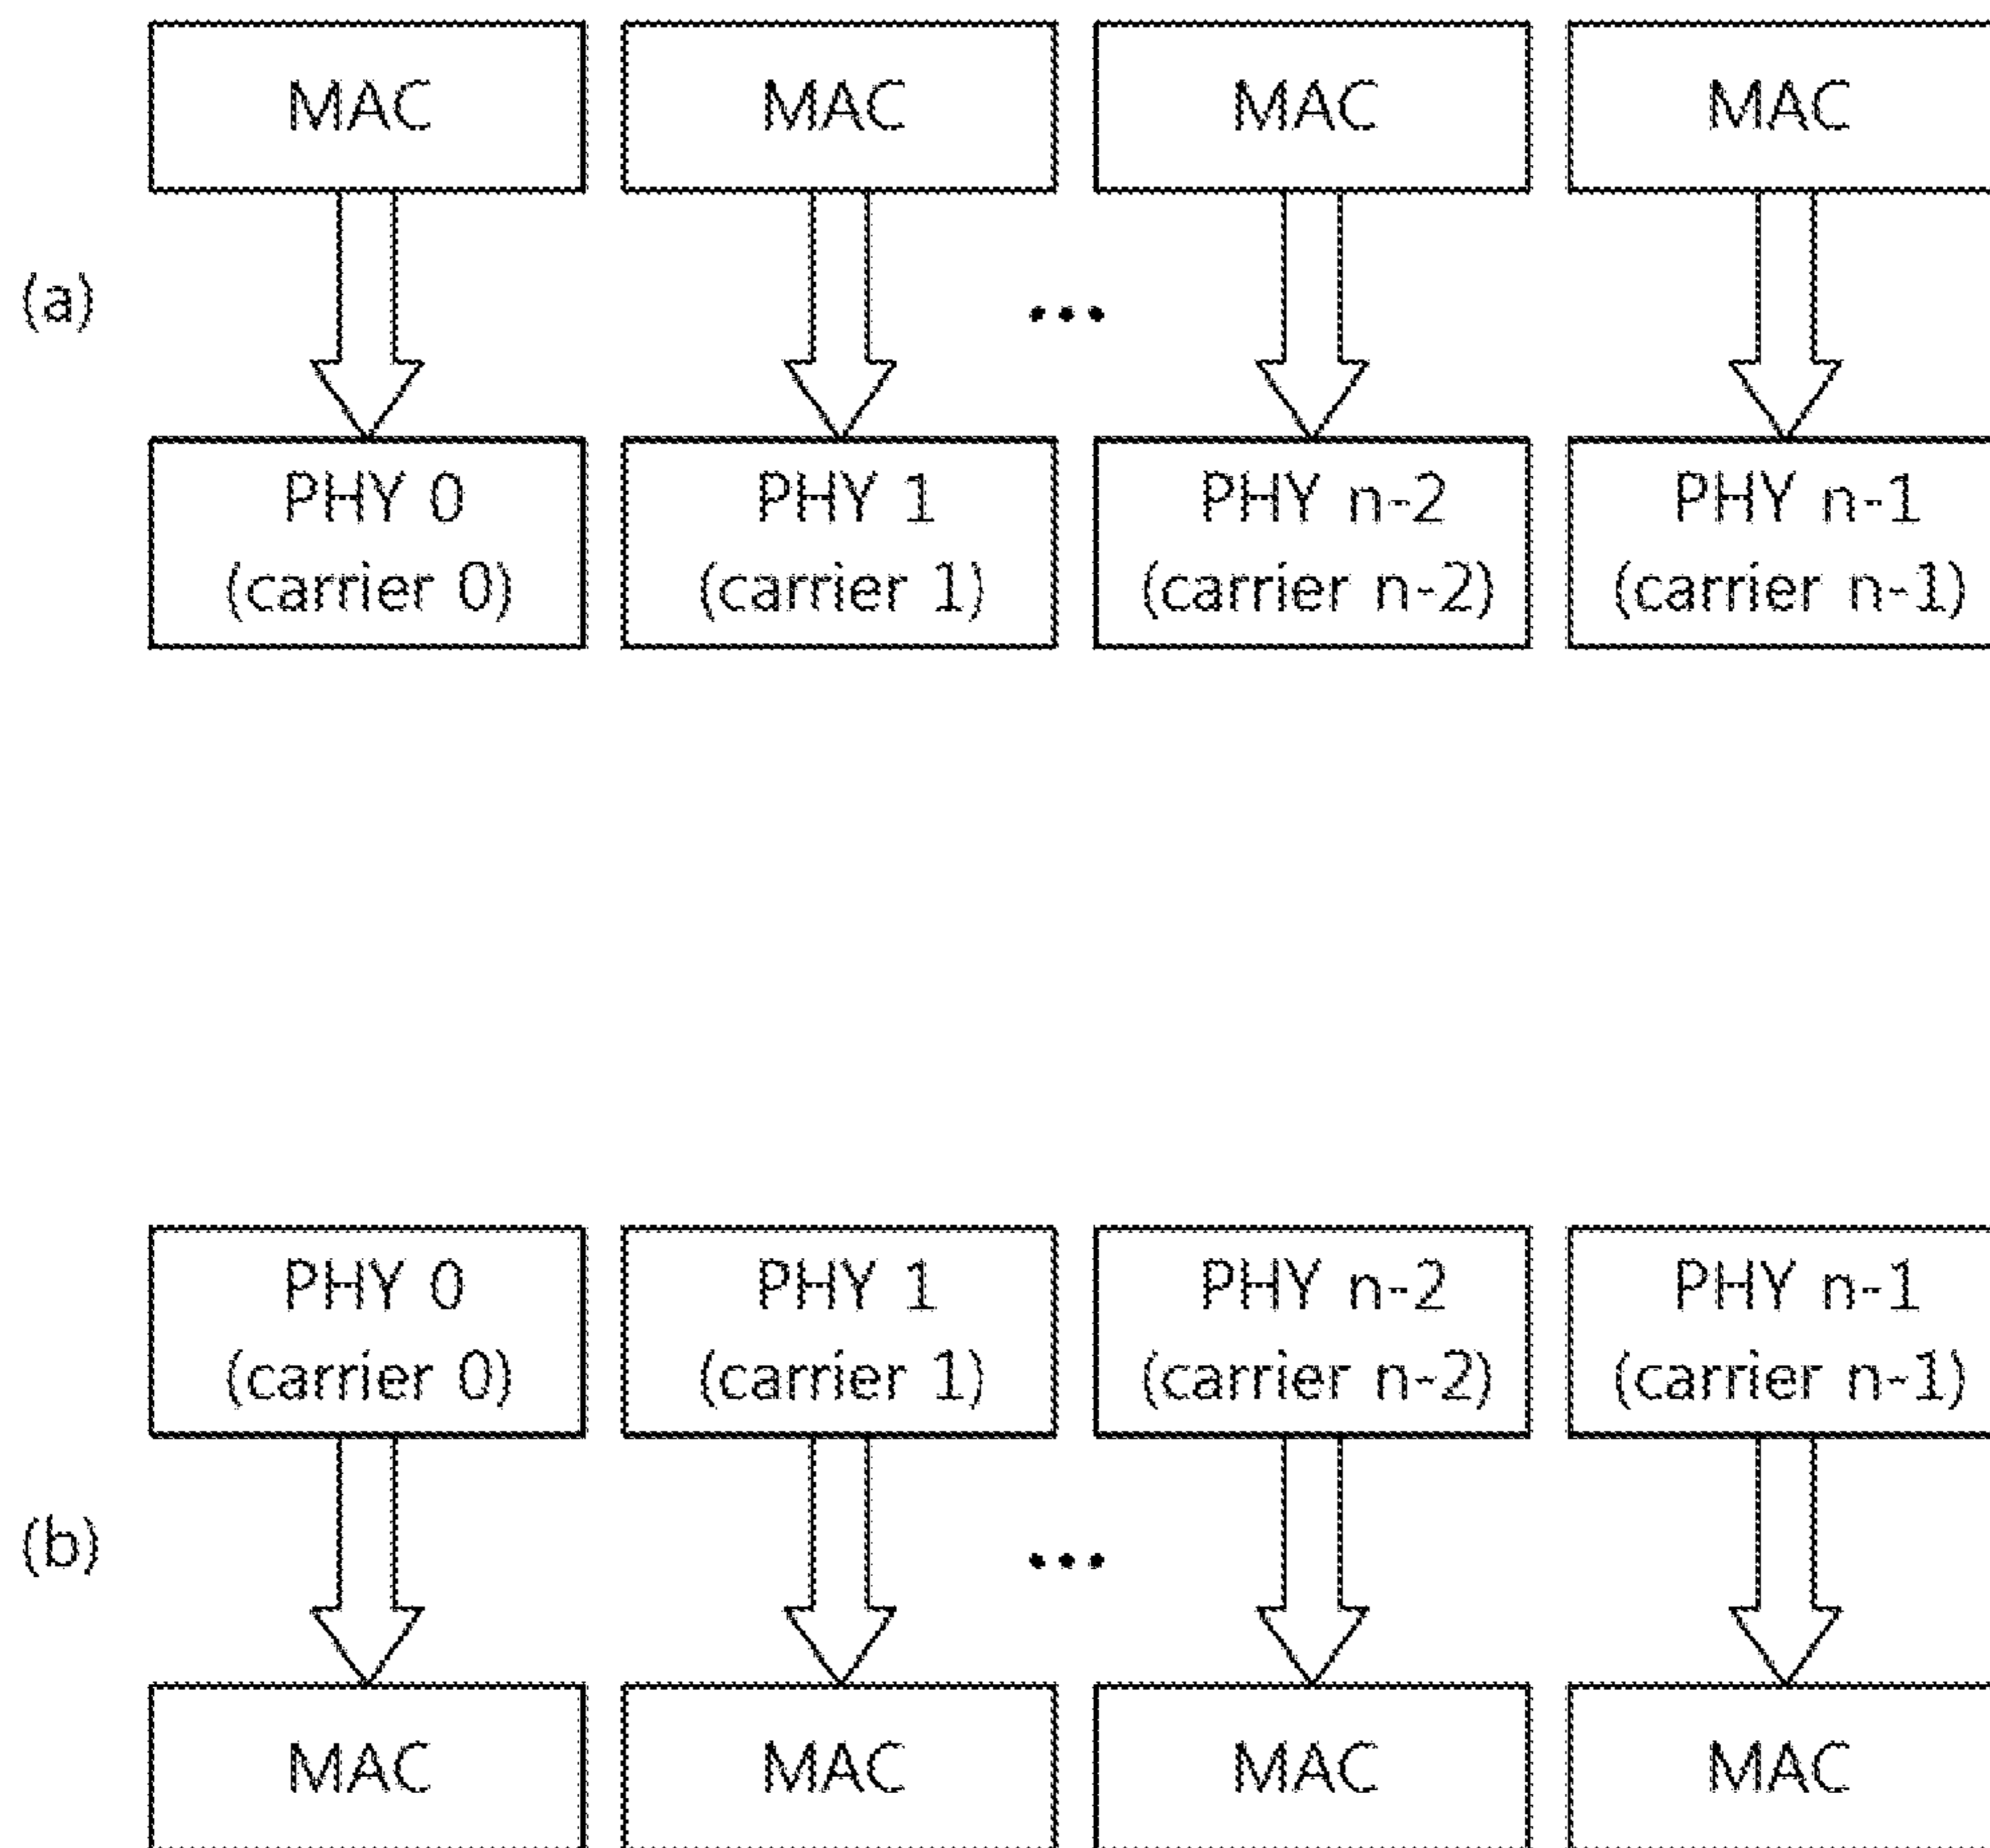 MAC MAC MAC MAC
(a)
...
PHY 0 PHY 1 PHY n-2 PHY n-1
(carrier 0) (carrier 1) (carrier n-2) (carrier n-1)
PHY 0 PHY 1 PHY n-2 PHY n-1
(carrier 0) (carrier 1) (carrier n-2) (carrier n-1)
(b)
...
MAC MAC MAC MAC